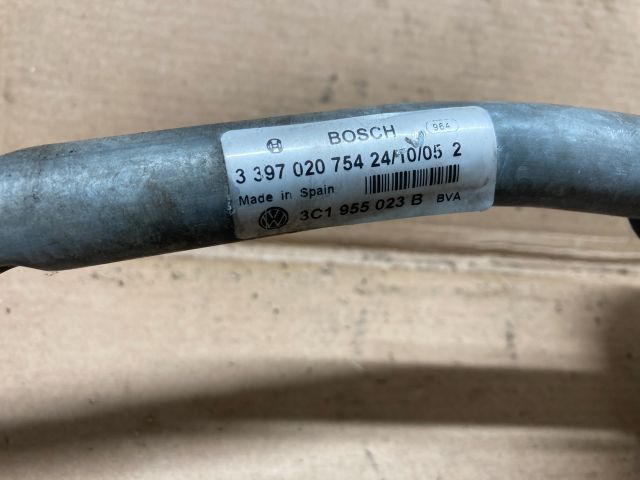 BOSCH 984
3 397 020 754 24/10/05 2
Made in Spain
3C1 955 023 B BVA